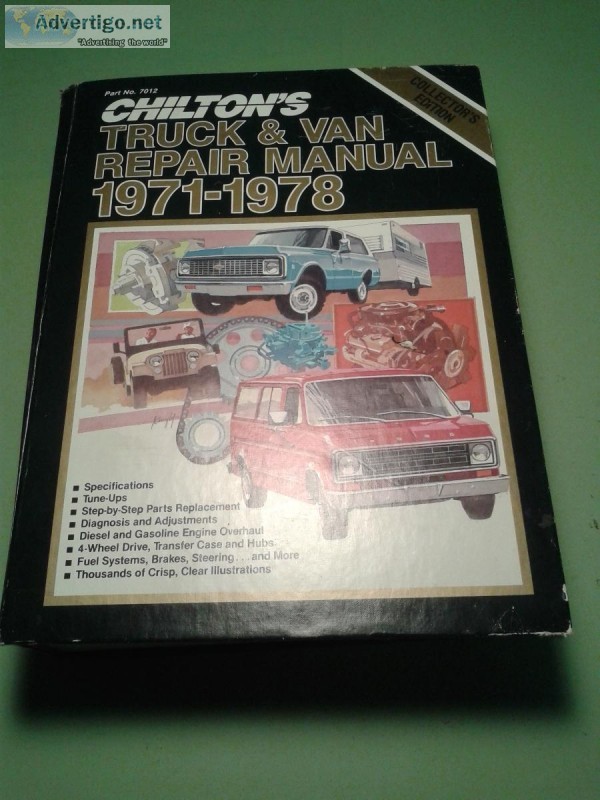 Advertigo.net
"Advertising the world"
Part No. 7012
CHILTON'S
COLLECTOR'S
EDITION
TRUCK & VAN
REPAIR MANUAL
1971-1978
■ Specifications
■ Tune-Ups
■ Step-by-Step Parts Replacement
■ Diagnosis and Adjustments
■ Diesel and Gasoline Engine Overhaul
■ 4-Wheel Drive, Transfer Case and Hubs
■ Fuel Systems, Brakes, Steering...and More
■ Thousands of Crisp, Clear Illustrations